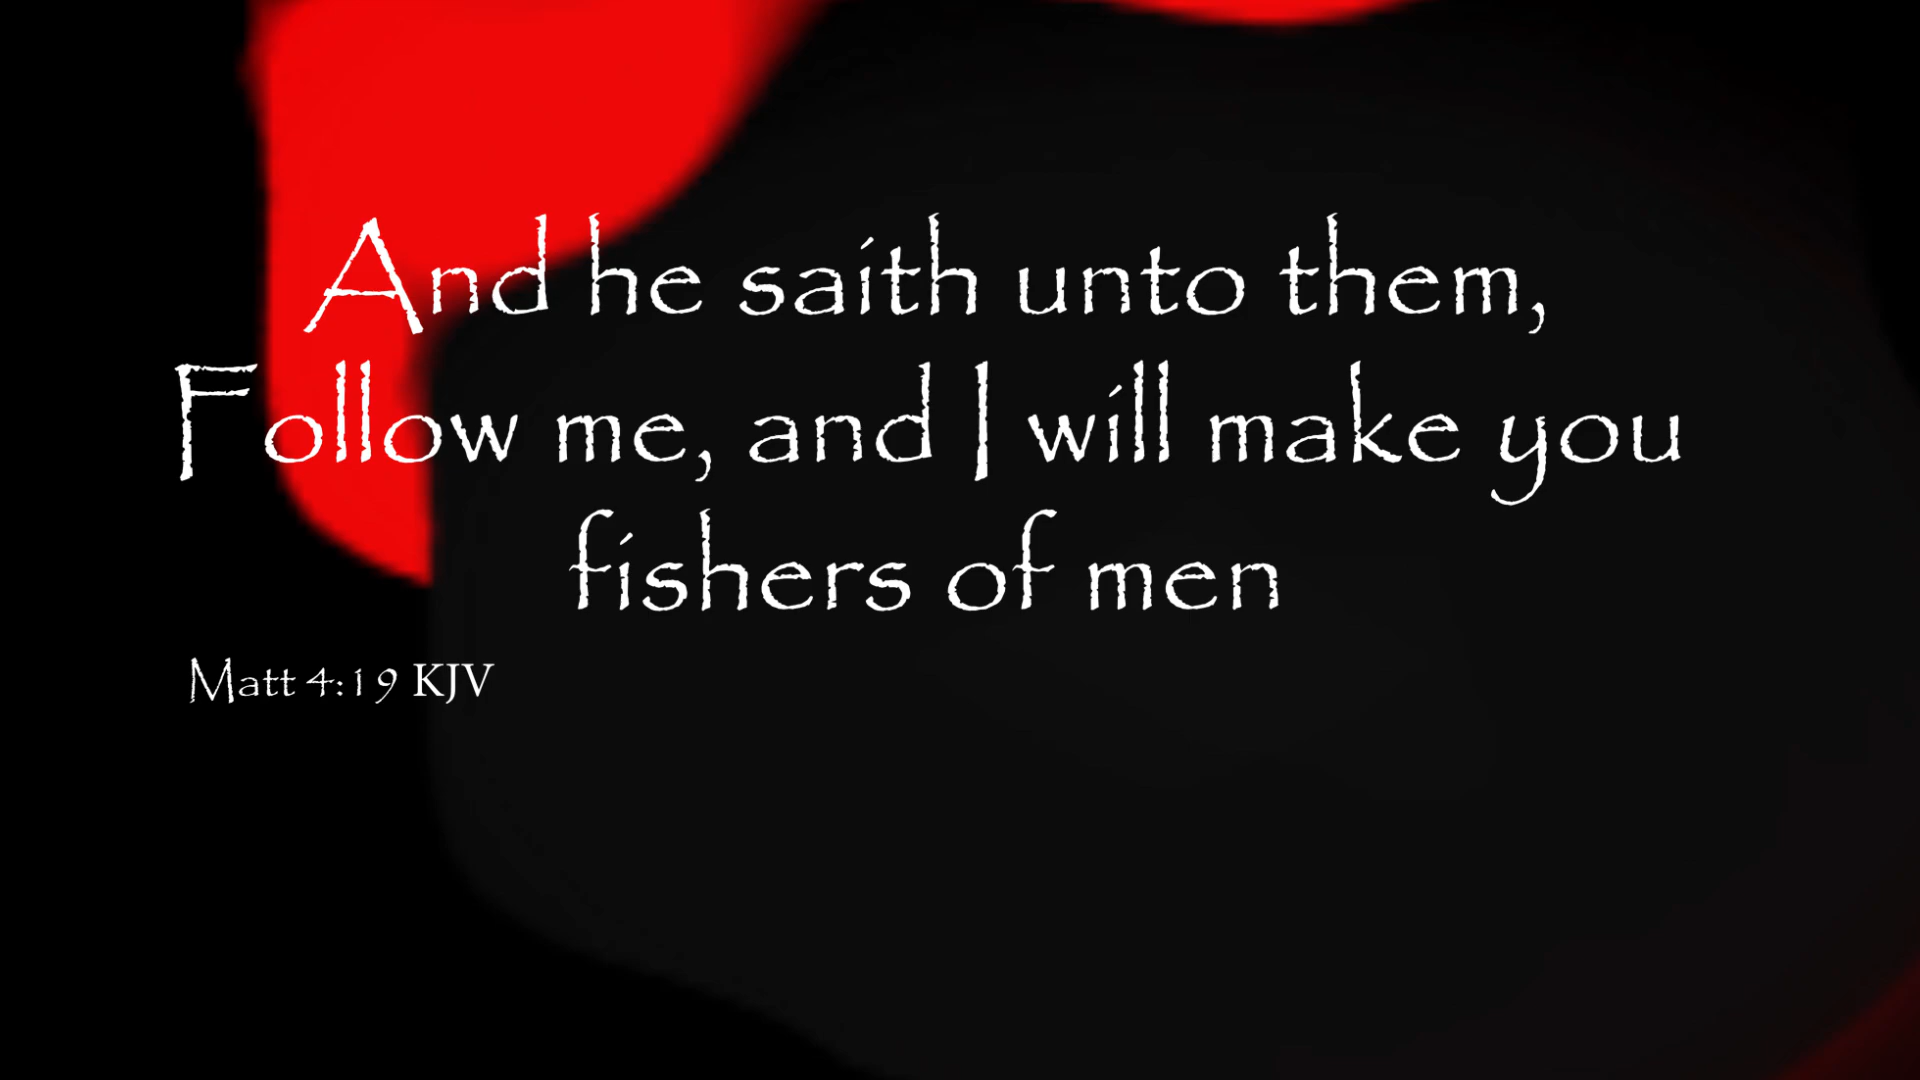 And he saith unto them,
Follow me, and I will make you
fishers of men
Matt 4:19 KJV